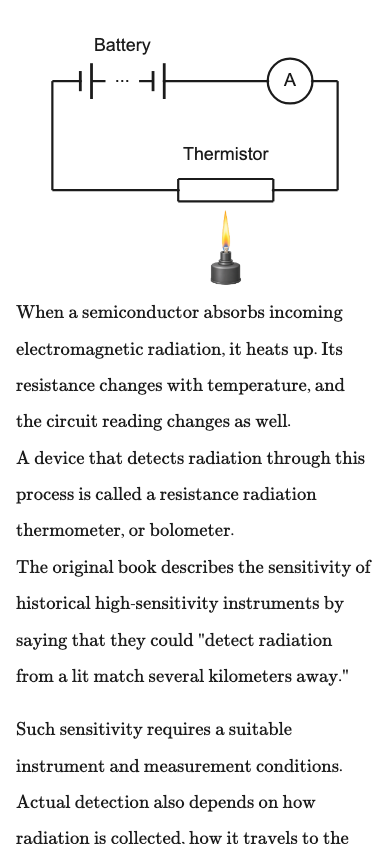 Battery
...
A
Thermistor
When a semiconductor absorbs incoming
electromagnetic radiation, it heats up. Its
resistance changes with temperature, and
the circuit reading changes as well.
A device that detects radiation through this
process is called a resistance radiation
thermometer, or bolometer.
The original book describes the sensitivity of
historical high-sensitivity instruments by
saying that they could "detect radiation
from a lit match several kilometers away."
Such sensitivity requires a suitable
instrument and measurement conditions.
Actual detection also depends on how
radiation is collected, how it travels to the